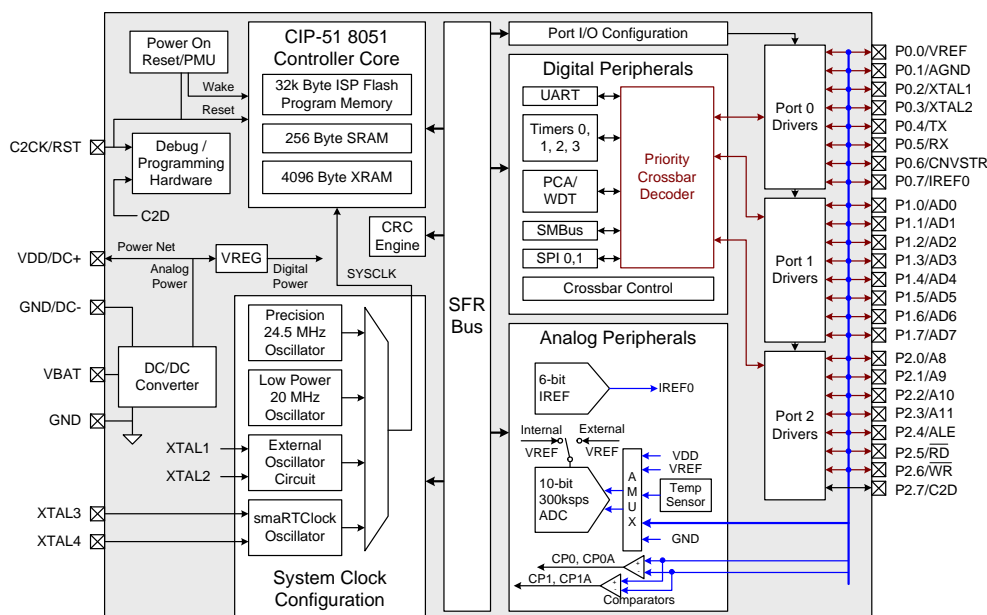 Power On
Reset/PMU
Wake
Reset
C2CK/RST
Debug /
Programming
Hardware
C2D
CIP-51 8051
Controller Core
32k Byte ISP Flash
Program Memory
256 Byte SRAM
4096 Byte XRAM
CRC
Engine
VDD/DC+
Power Net
Analog
Power
VREG
Digital
Power
SYSCLK
GND/DC-
VBAT
GND
DC/DC
Converter
Precision
24.5 MHz
Oscillator
Low Power
20 MHz
Oscillator
XTAL1
XTAL2
External
Oscillator
Circuit
XTAL3
XTAL4
smaRTClock
Oscillator
System Clock
Configuration
SFR
Bus
Port I/O Configuration
Digital Peripherals
UART
Timers 0,
1, 2, 3
PCA/
WDT
SMBus
SPI 0,1
Priority
Crossbar
Decoder
Crossbar Control
Analog Peripherals
6-bit
IREF
IREF0
Internal
VREF
External
VREF
10-bit
300ksps
ADC
A
M
U
X
VDD
VREF
Temp
Sensor
GND
CP0, CP0A
CP1, CP1A
+
-
+
-
Comparators
Port 0
Drivers
Port 1
Drivers
Port 2
Drivers
P0.0/VREF
P0.1/AGND
P0.2/XTAL1
P0.3/XTAL2
P0.4/TX
P0.5/RX
P0.6/CNVSTR
P0.7/IREF0
P1.0/AD0
P1.1/AD1
P1.2/AD2
P1.3/AD3
P1.4/AD4
P1.5/AD5
P1.6/AD6
P1.7/AD7
P2.0/A8
P2.1/A9
P2.2/A10
P2.3/A11
P2.4/ALE
P2.5/RD
P2.6/WR
P2.7/C2D